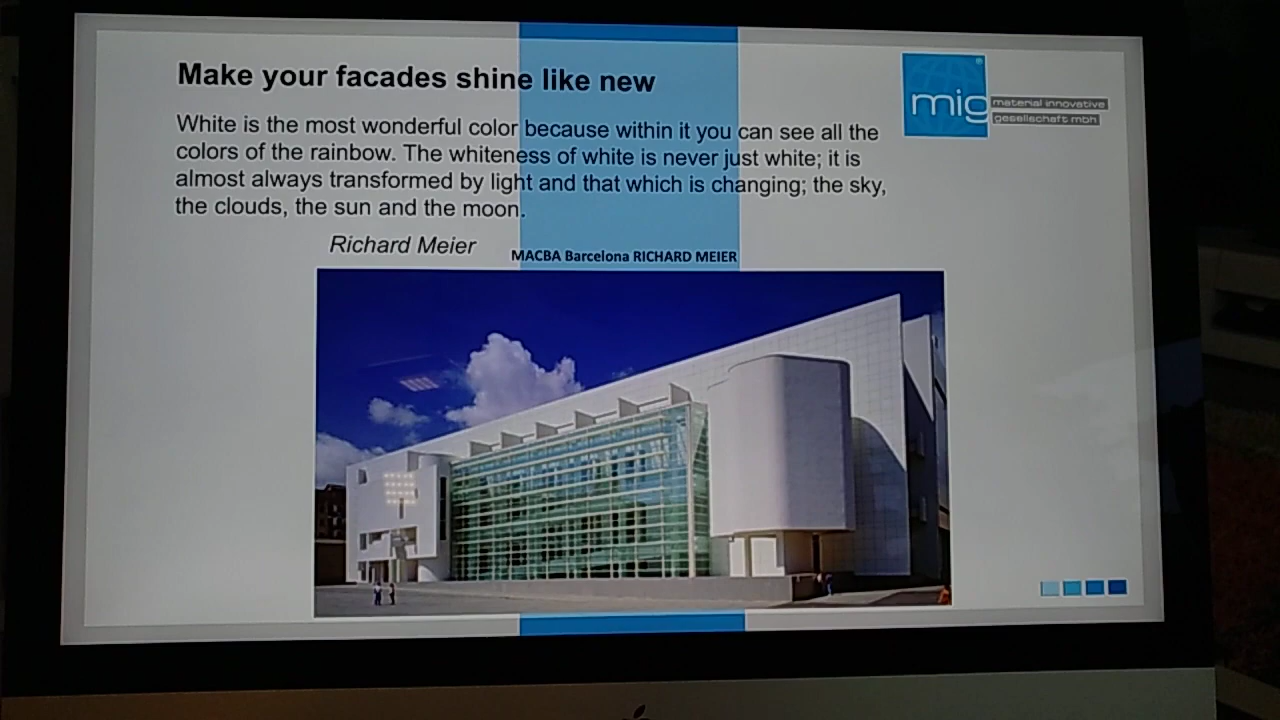 Make your facades shine like new
White is the most wonderful color because within it you can see all the
colors of the rainbow. The whiteness of white is never just white; it is
almost always transformed by light and that which is changing; the sky,
the clouds, the sun and the moon.
Richard Meier
MACBA Barcelona RICHARD MEIER
mig
material innovative
gesellschaft mbh